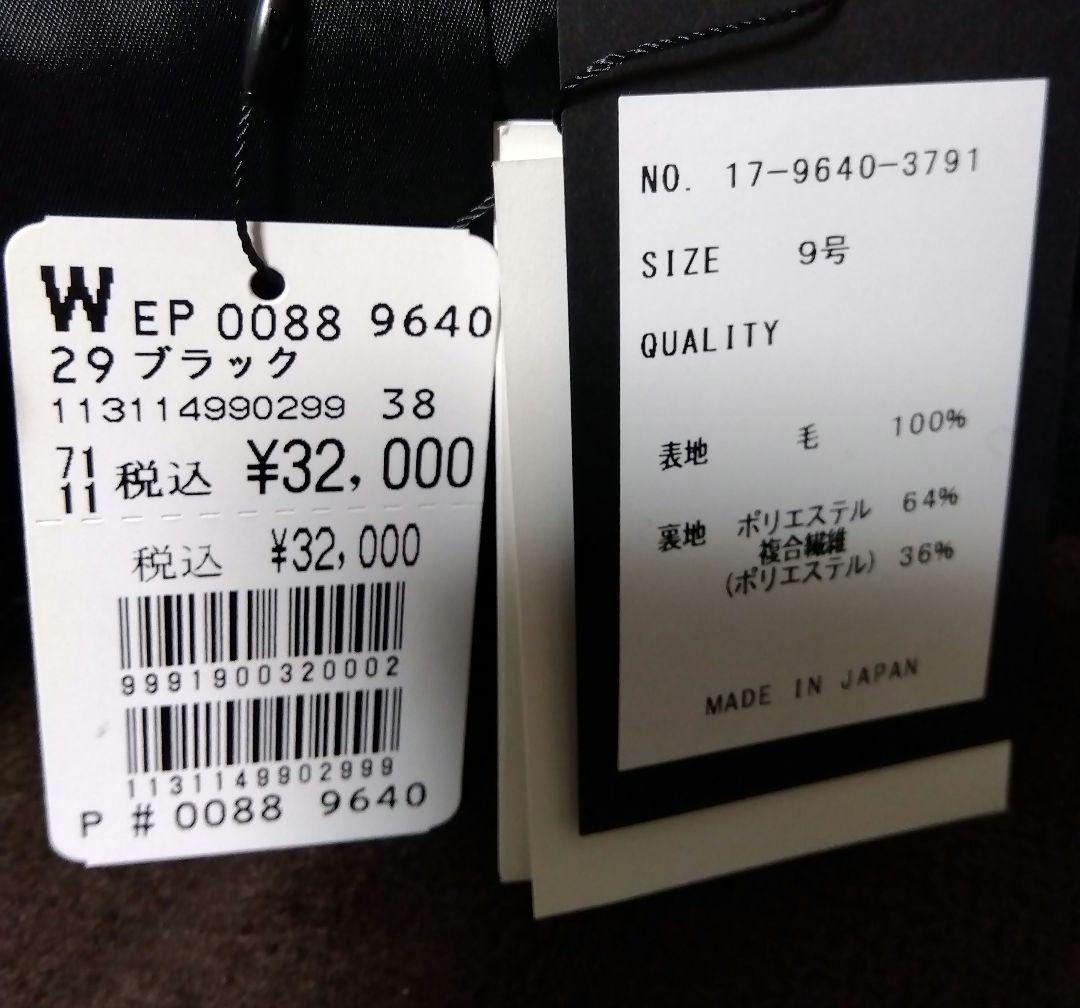 W EP 0088 9640
29 ブラック
113114990299 38
71
11 税込 ¥32,000
税込 ¥32,000
9991900320002
1131149902999
P # 0088 9640
NO. 17-9640-3791
SIZE 9号
QUALITY
表地 毛 100%
裏地 ポリエステル 64%
複合繊維
(ポリエステル) 36%
MADE IN JAPAN